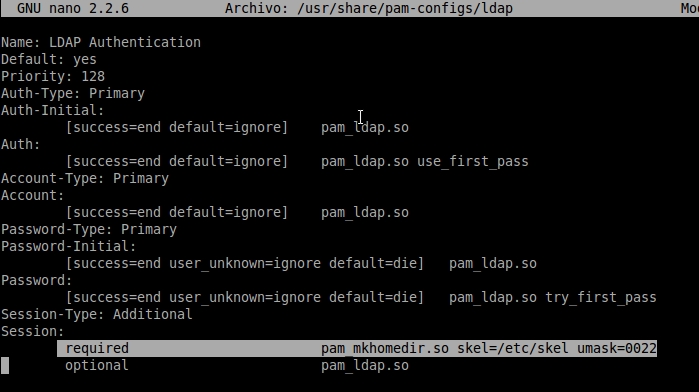 GNU nano 2.2.6 Archivo: /usr/share/pam-configs/ldap
Name: LDAP Authentication
Default: yes
Priority: 128
Auth-Type: Primary
Auth-Initial:
[success=end default=ignore] pam_ldap.so
Auth:
[success=end default=ignore] pam_ldap.so use_first_pass
Account-Type: Primary
Account:
[success=end default=ignore] pam_ldap.so
Password-Type: Primary
Password-Initial:
[success=end user_unknown=ignore default=die] pam_ldap.so
Password:
[success=end user_unknown=ignore default=die] pam_ldap.so try_first_pass
Session-Type: Additional
Session:
required pam_mkhomedir.so skel=/etc/skel umask=0022
optional pam_ldap.so